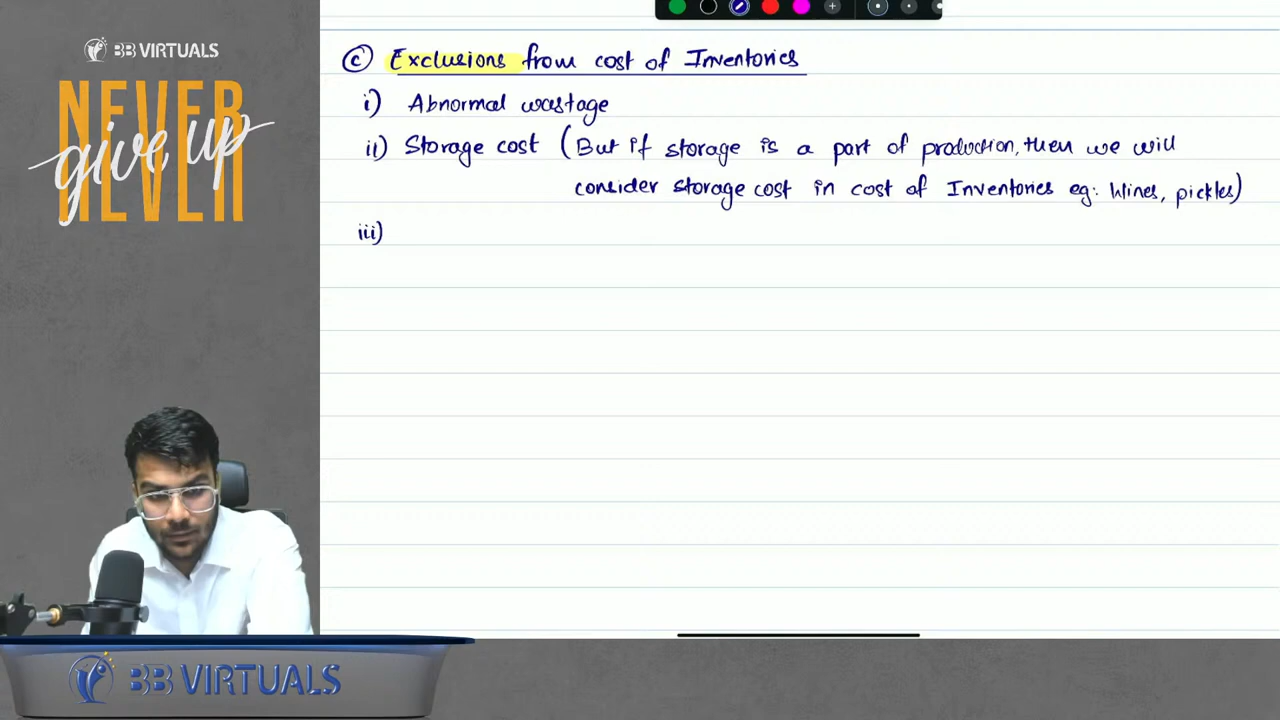 BB VIRTUALS
NEVER
give up
NEVER
c) Exclusions from cost of Inventories
i) Abnormal wastage
ii) Storage cost (But if storage is a part of production, then we will
consider storage cost in cost of Inventories eg: Wines, pickles)
iii)
BB VIRTUALS